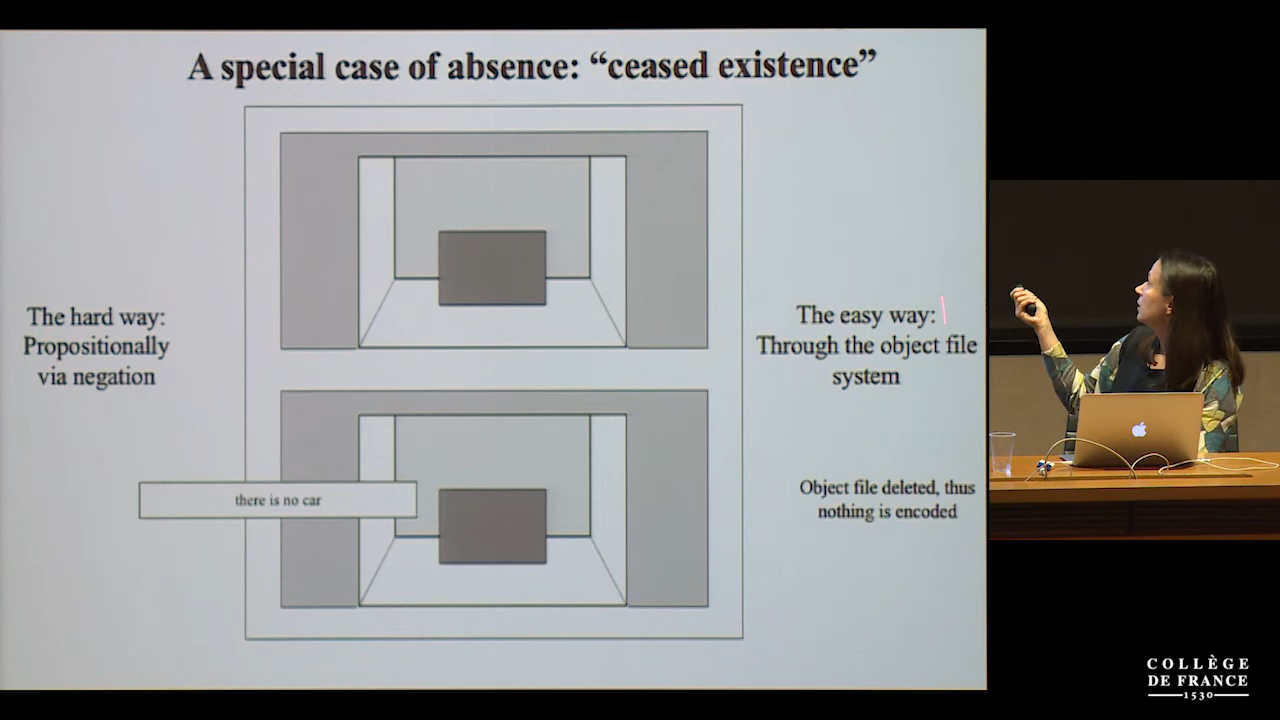 A special case of absence: “ceased existence”
The hard way:
Propositionally
via negation
The easy way:
Through the object file
system
there is no car
Object file deleted, thus
nothing is encoded
COLLÈGE
DE FRANCE
1530